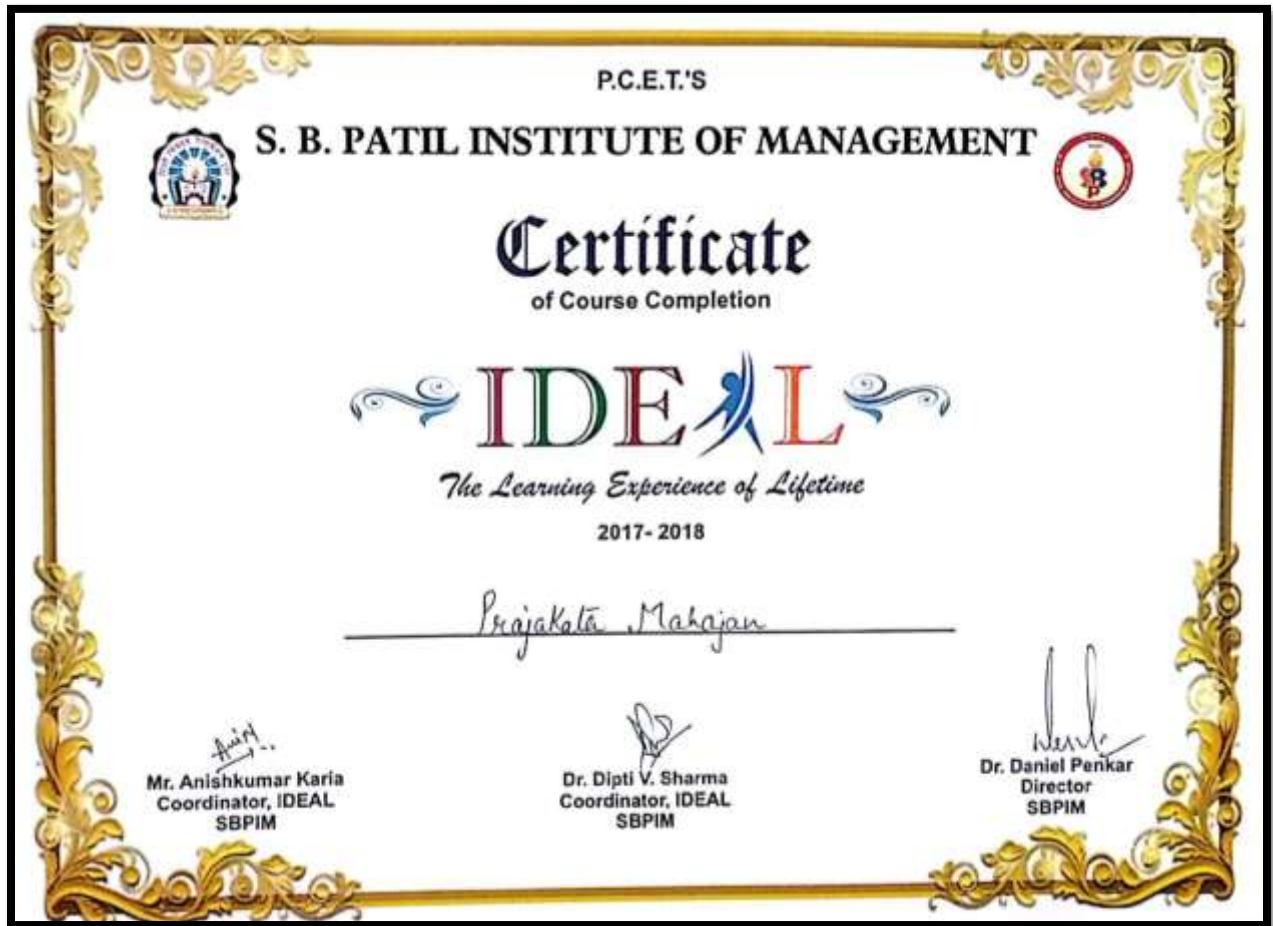 P.C.E.T.'S
S. B. PATIL INSTITUTE OF MANAGEMENT
Certificate
of Course Completion
IDEAL
The Learning Experience of Lifetime
2017- 2018
Prajakata Mahajan
Mr. Anishkumar Karia
Coordinator, IDEAL
SBPIM
Dr. Dipti V. Sharma
Coordinator, IDEAL
SBPIM
Dr. Daniel Penkar
Director
SBPIM